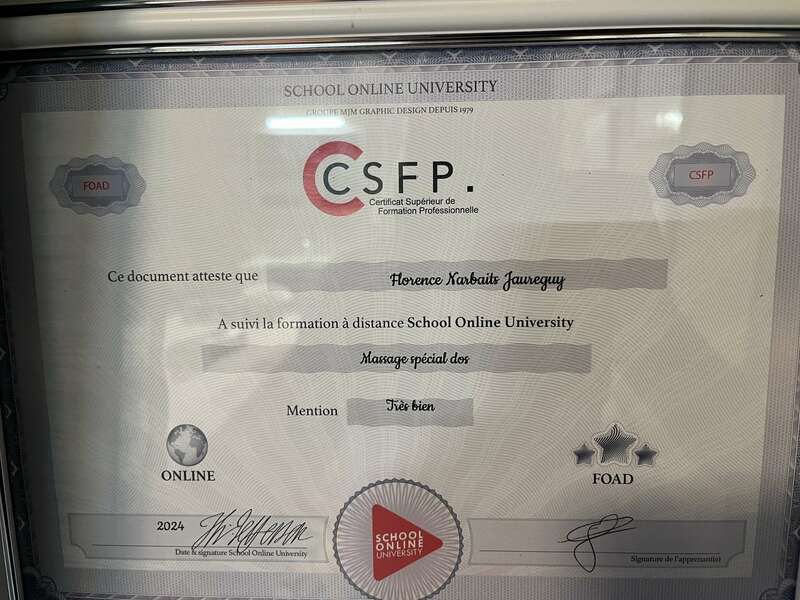 SCHOOL ONLINE UNIVERSITY
GROUPE MJM GRAPHIC DESIGN DEPUIS 1979
FOAD
CSFP.
Certificat Supérieur de
Formation Professionnelle
CSFP
Ce document atteste que Florence Narbaits Jaureguy
A suivi la formation à distance School Online University
Massage spécial dos
Mention Très bien
ONLINE
FOAD
2024
Date & signature School Online University
SCHOOL
ONLINE
UNIVERSITY
Signature de l'apprenant(e)